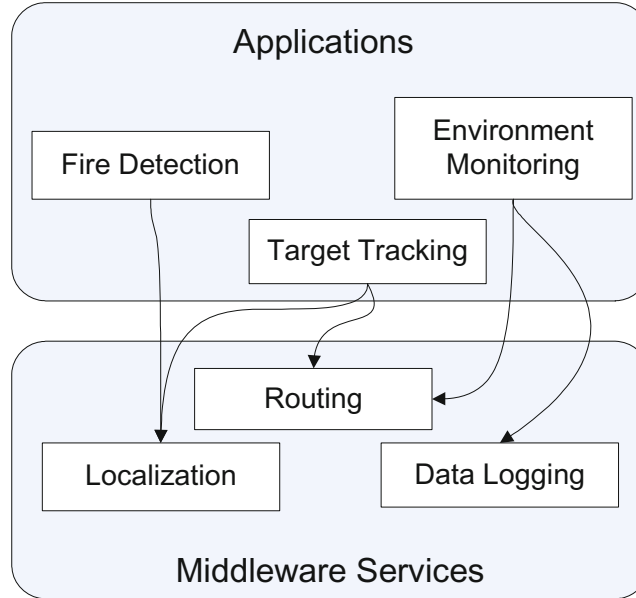 Applications
Fire Detection
Environment
Monitoring
Target Tracking
Routing
Localization
Data Logging
Middleware Services